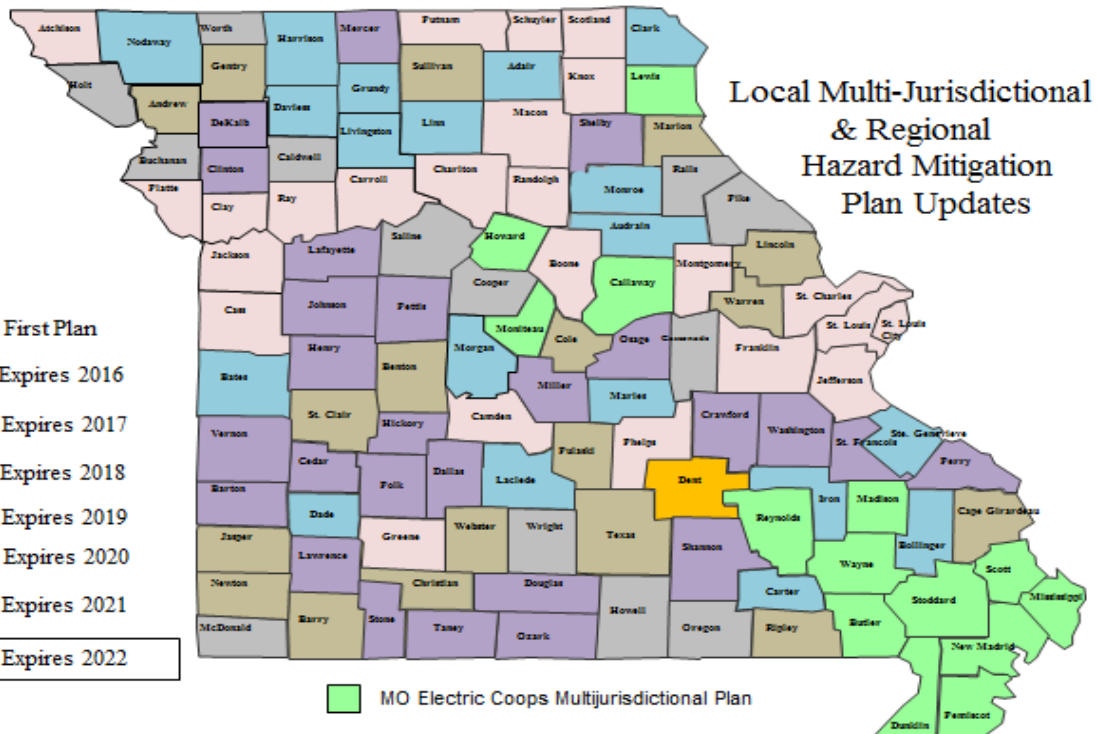 Atchison
Nodaway
Worth
Harrison
Mercer
Putnam
Schuyler
Scotland
Clark
Holt
Gentry
Sullivan
Adair
Knox
Lewis
Local Multi-Jurisdictional
& Regional
Hazard Mitigation
Plan Updates
Andrew
DeKalb
Daviess
Grundy
Livingston
Linn
Macon
Shelby
Marion
Buchanan
Clinton
Caldwell
Carroll
Chariton
Randolph
Monroe
Ralls
Pike
Platte
Clay
Ray
Saline
Howard
Boone
Audrain
Callaway
Montgomery
Lincoln
Jackson
Lafayette
Cooper
Warren
St. Charles
Cass
Johnson
Pettis
Moniteau
Morgan
Cole
Osage
Franklin
St. Louis
St. Louis
City
Jefferson
First Plan
Expires 2016
Expires 2017
Expires 2018
Expires 2019
Expires 2020
Expires 2021
Expires 2022
Bates
Henry
Benton
Miller
Maries
St. Clair
Hickory
Camden
Pulaski
Phelps
Crawford
Washington
St. Francois
Ste. Genevieve
Perry
Vernon
Cedar
Polk
Dallas
Laclede
Dent
Iron
Madison
Barton
Dade
Greene
Webster
Wright
Texas
Shannon
Reynolds
Bollinger
Cape Girardeau
Jasper
Lawrence
Wayne
Scott
Newton
Christian
Douglas
Howell
Carter
Stoddard
Mississippi
McDonald
Barry
Stone
Taney
Ozark
Oregon
Ripley
Butler
New Madrid
MO Electric Coops Multijurisdictional Plan
Dunklin
Pemiscot